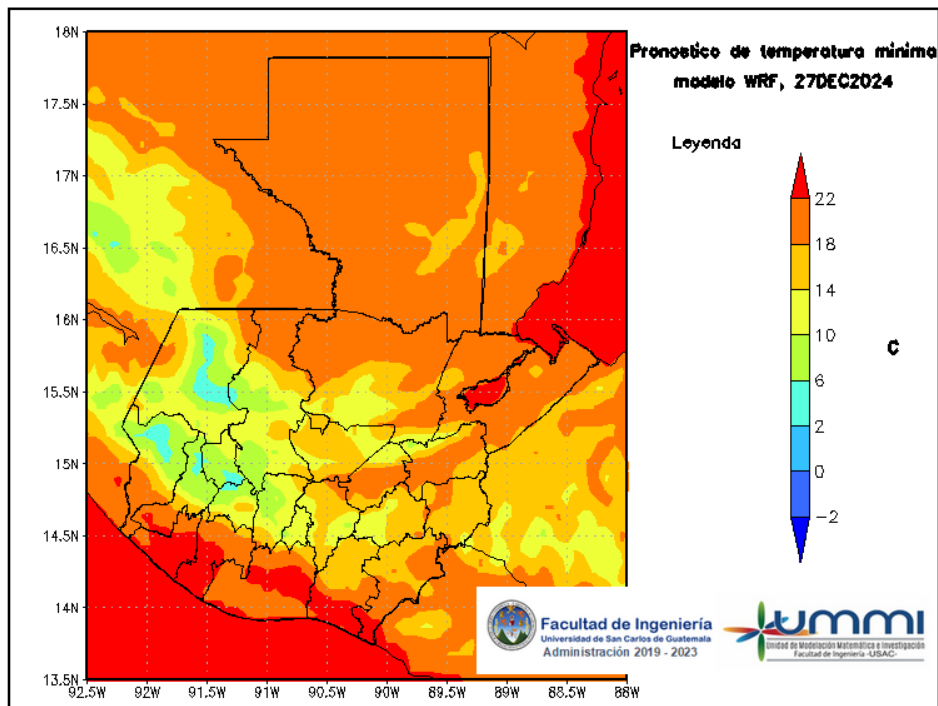 Pronostico de temperatura minima
modelo WRF, 27DEC2024
Leyenda
22
18
14
10
6
2
0
−2
C
18N
17.5N
17N
16.5N
16N
15.5N
15N
14.5N
14N
13.5N
92.5W
92W
91.5W
91W
90.5W
90W
89.5W
89W
88.5W
88W
Facultad de Ingeniería
Universidad de San Carlos de Guatemala
Administración 2019 - 2023
ummi
Unidad de Modelación Matemática e Investigación
Facultad de Ingeniería -USAC-